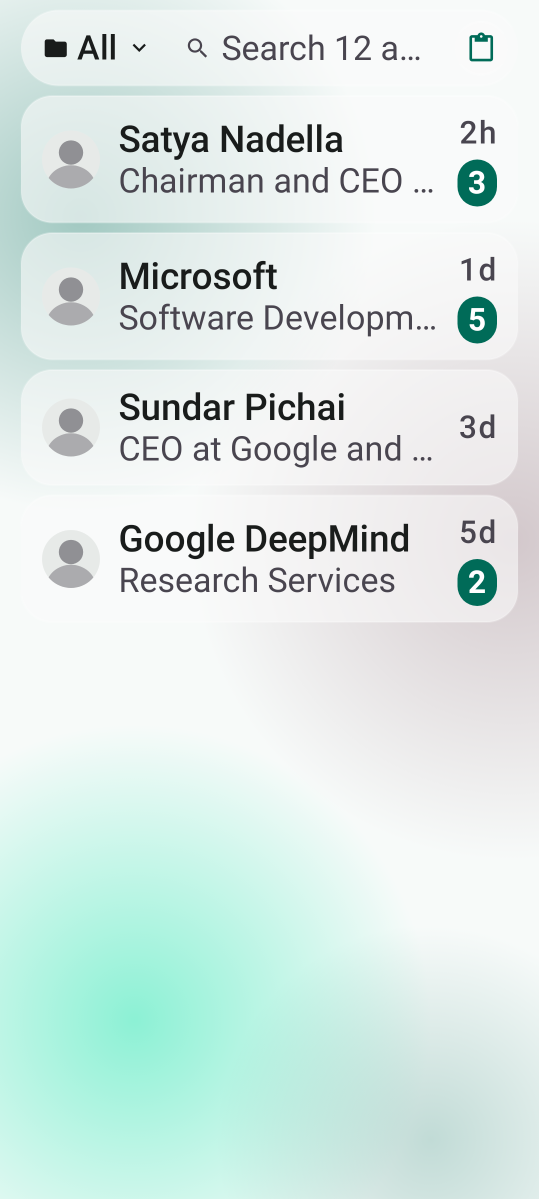 All
Search 12 a...
Satya Nadella
2h
Chairman and CEO ...
3
Microsoft
1d
Software Developm...
5
Sundar Pichai
3d
CEO at Google and ...
Google DeepMind
5d
Research Services
2